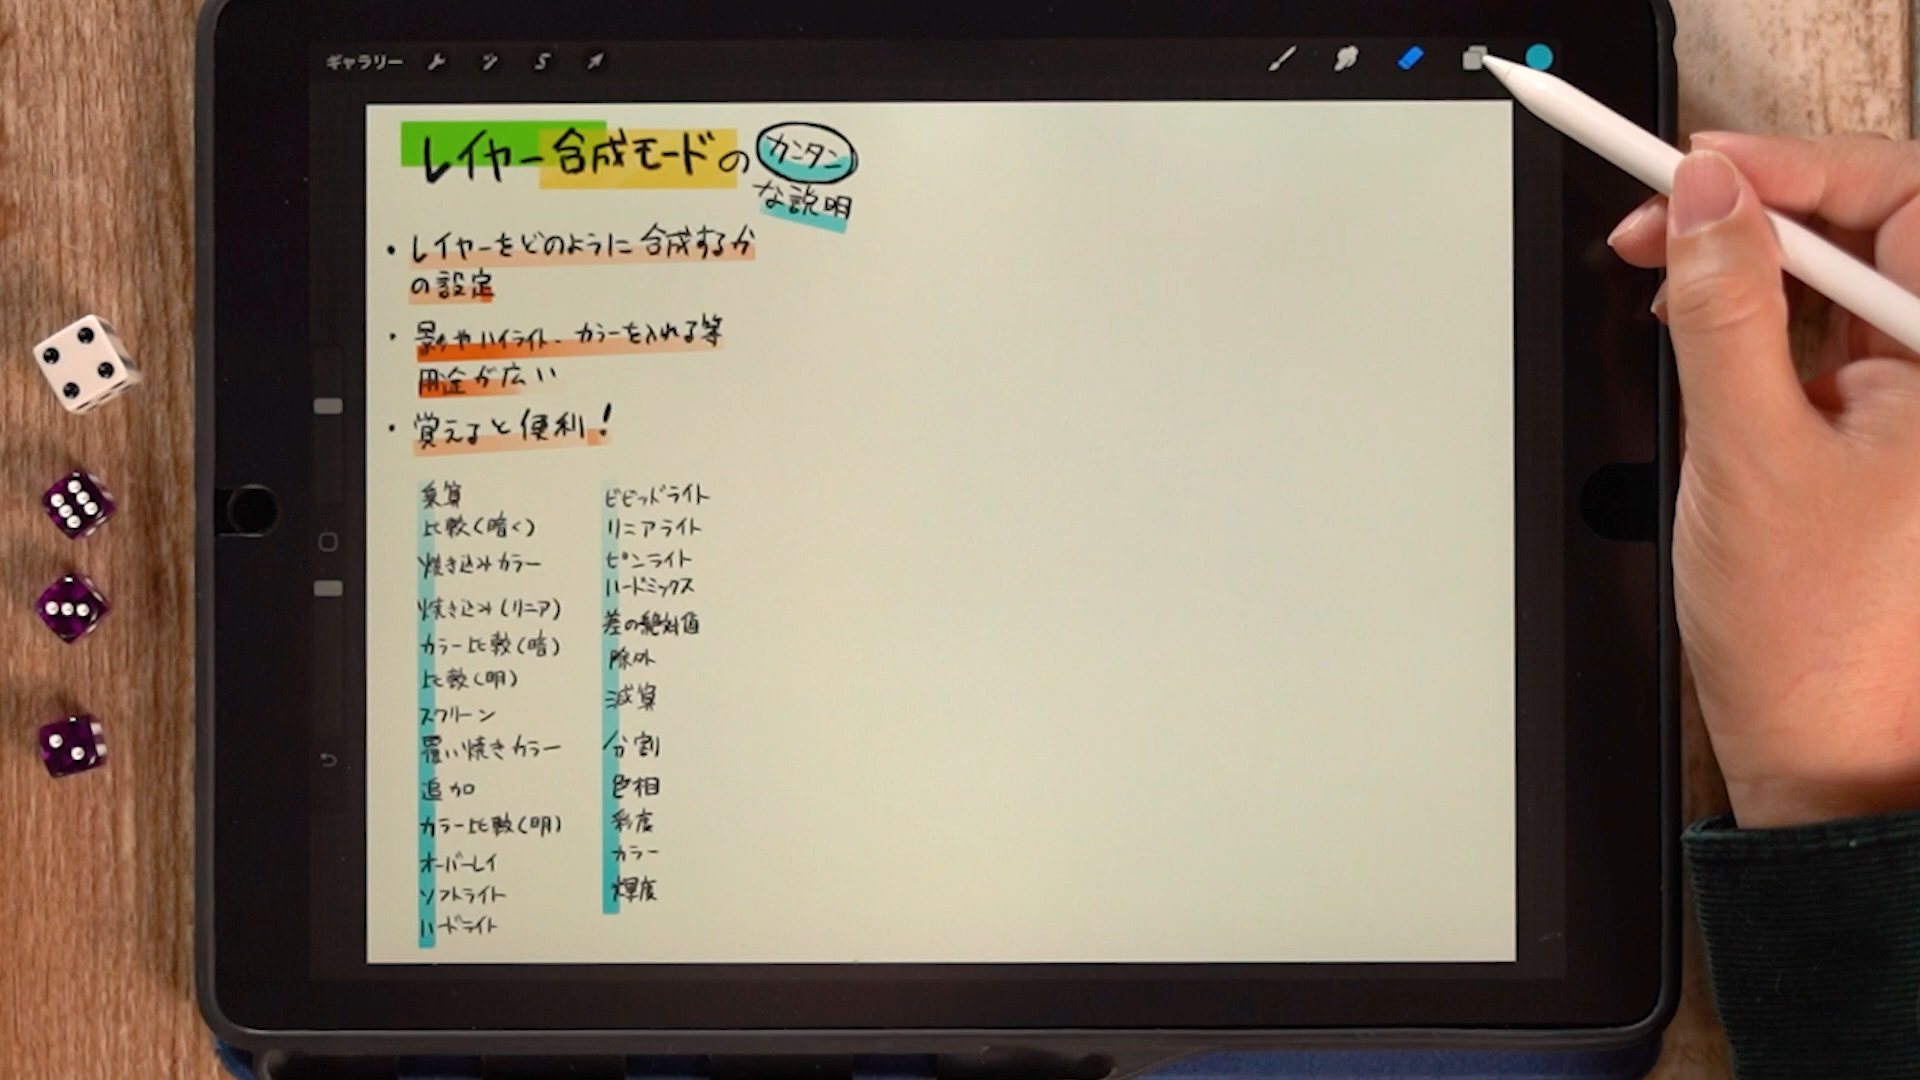 ギャラリー
レイヤー合成モードの カンタン
な説明
・レイヤーをどのように合成するか
の設定
・影やハイライト、カラーを入れる等
用途が広い
・覚えると便利!
乗算
比較(暗く)
焼き込みカラー
焼き込み(リニア)
カラー比較(暗)
比較(明)
スクリーン
覆い焼きカラー
追加
カラー比較(明)
オーバーレイ
ソフトライト
ハードライト
ビビッドライト
リニアライト
ピンライト
ハードミックス
差の絶対値
除外
減算
分割
色相
彩度
カラー
輝度